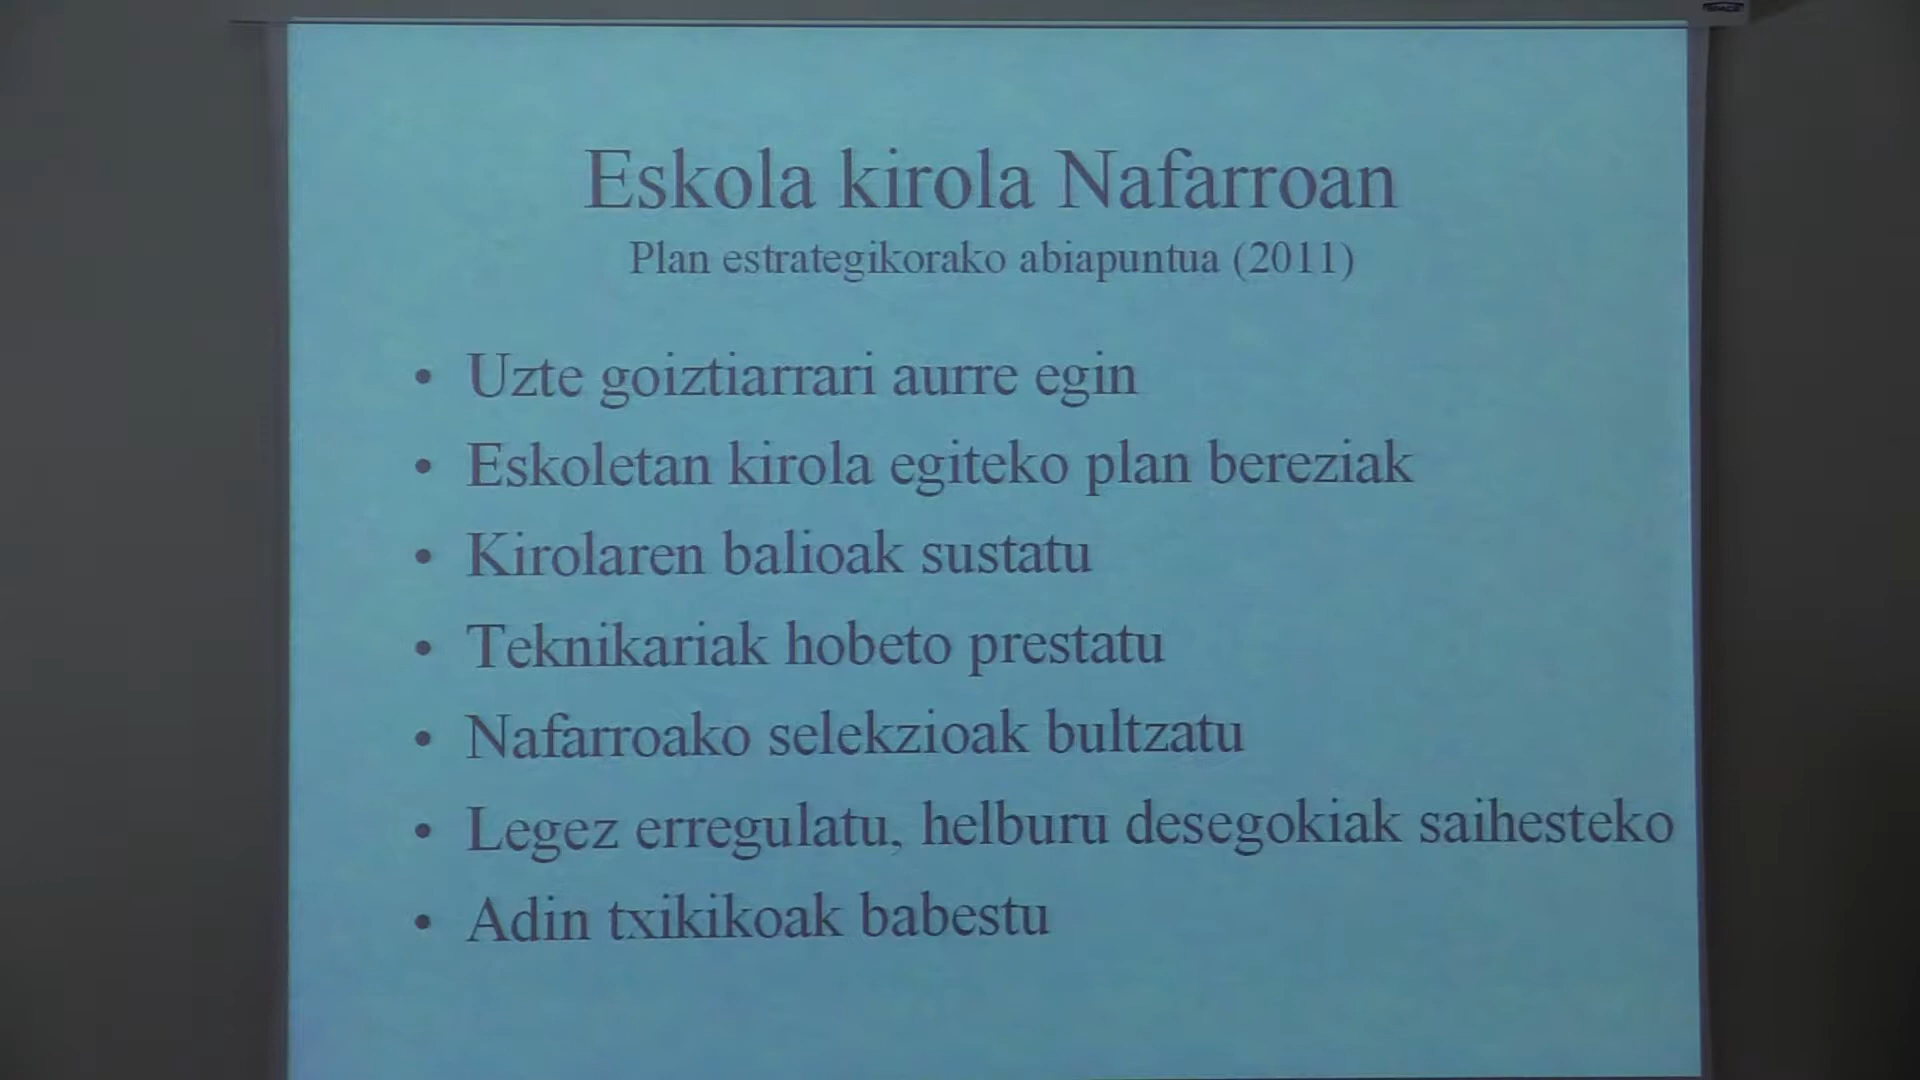 Eskola kirola Nafarroan
Plan estrategikorako abiapuntua (2011)
• Uzte goiztiarrari aurre egin
• Eskoletan kirola egiteko plan bereziak
• Kirolaren balioak sustatu
• Teknikariak hobeto prestatu
• Nafarroako selekzioak bultzatu
• Legez erregulatu, helburu desegokiak saihesteko
• Adin txikikoak babestu